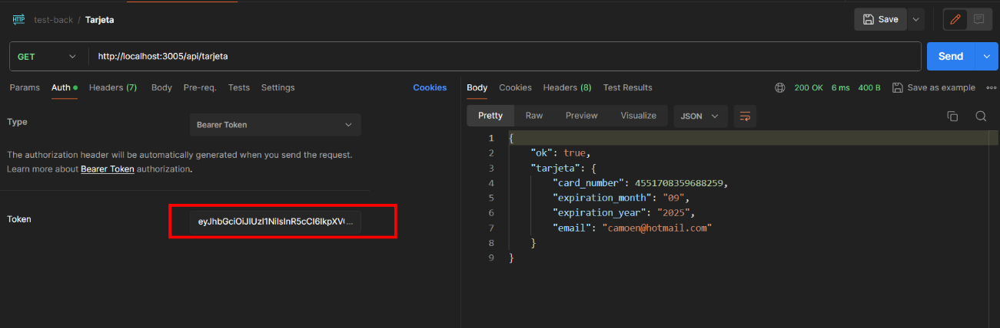 HTTP test-back / Tarjeta Save
GET http://localhost:3005/api/tarjeta Send
Params Auth Headers (7) Body Pre-req. Tests Settings Cookies
Type Bearer Token
The authorization header will be automatically generated when you send the request.
Learn more about Bearer Token authorization.
Token eyJhbGciOiJIUzI1NiIsInR5cCI6IkpXV...
Body Cookies Headers (8) Test Results 200 OK 6 ms 400 B Save as example
Pretty Raw Preview Visualize JSON
1 {
2 "ok": true,
3 "tarjeta": {
4 "card_number": 4551708359688259,
5 "expiration_month": "09",
6 "expiration_year": "2025",
7 "email": "camoen@hotmail.com"
8 }
9 }